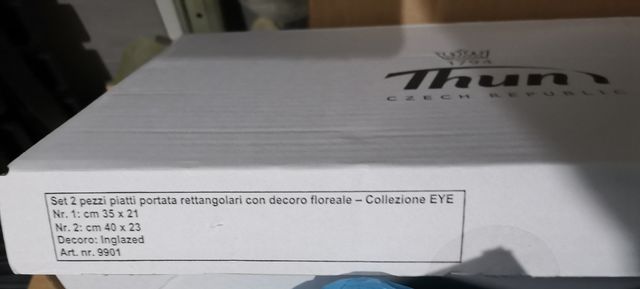 1794
Thun
CZECH REPUBLIC
Set 2 pezzi piatti portata rettangolari con decoro floreale – Collezione EYE
Nr. 1: cm 35 x 21
Nr. 2: cm 40 x 23
Decoro: Inglazed
Art. nr. 9901